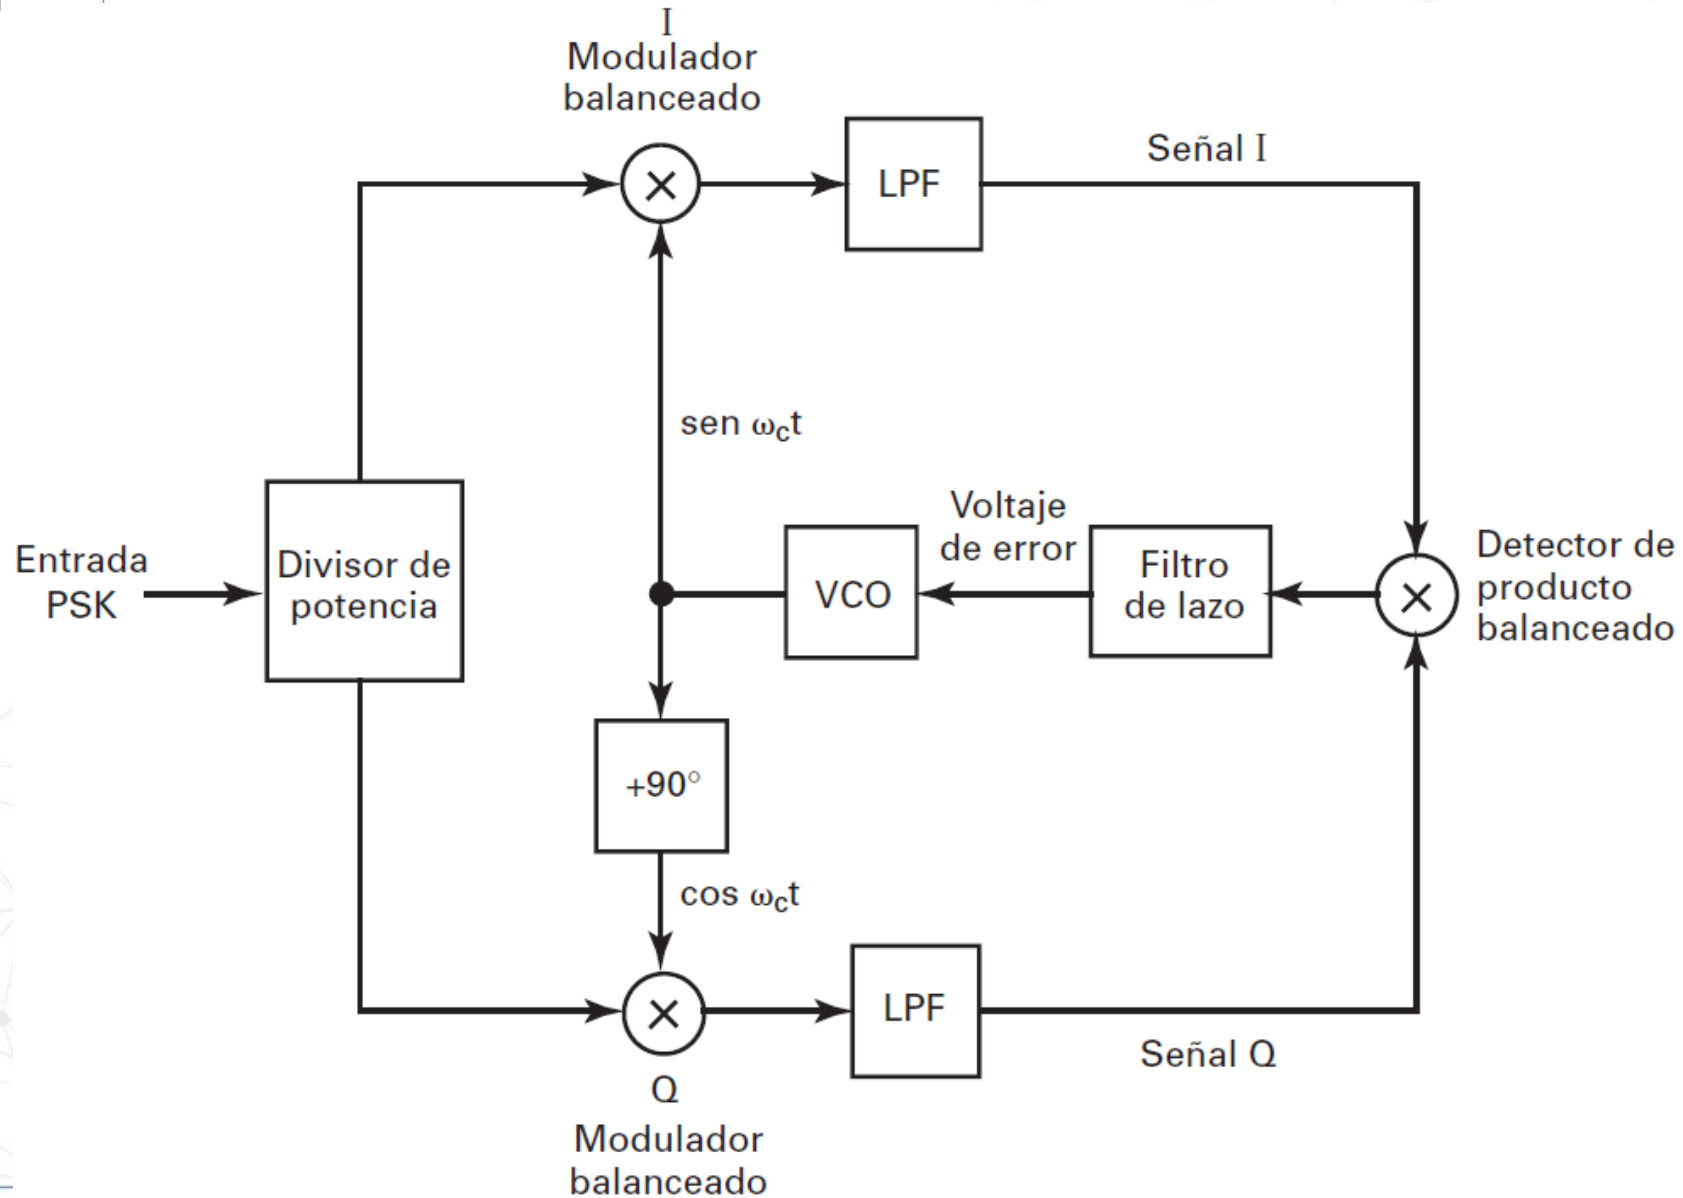 I
Modulador
balanceado
LPF
Señal I
sen ωct
Entrada
PSK
Divisor de
potencia
VCO
Voltaje
de error
Filtro
de lazo
Detector de
producto
balanceado
+90°
cos ωct
LPF
Señal Q
Q
Modulador
balanceado